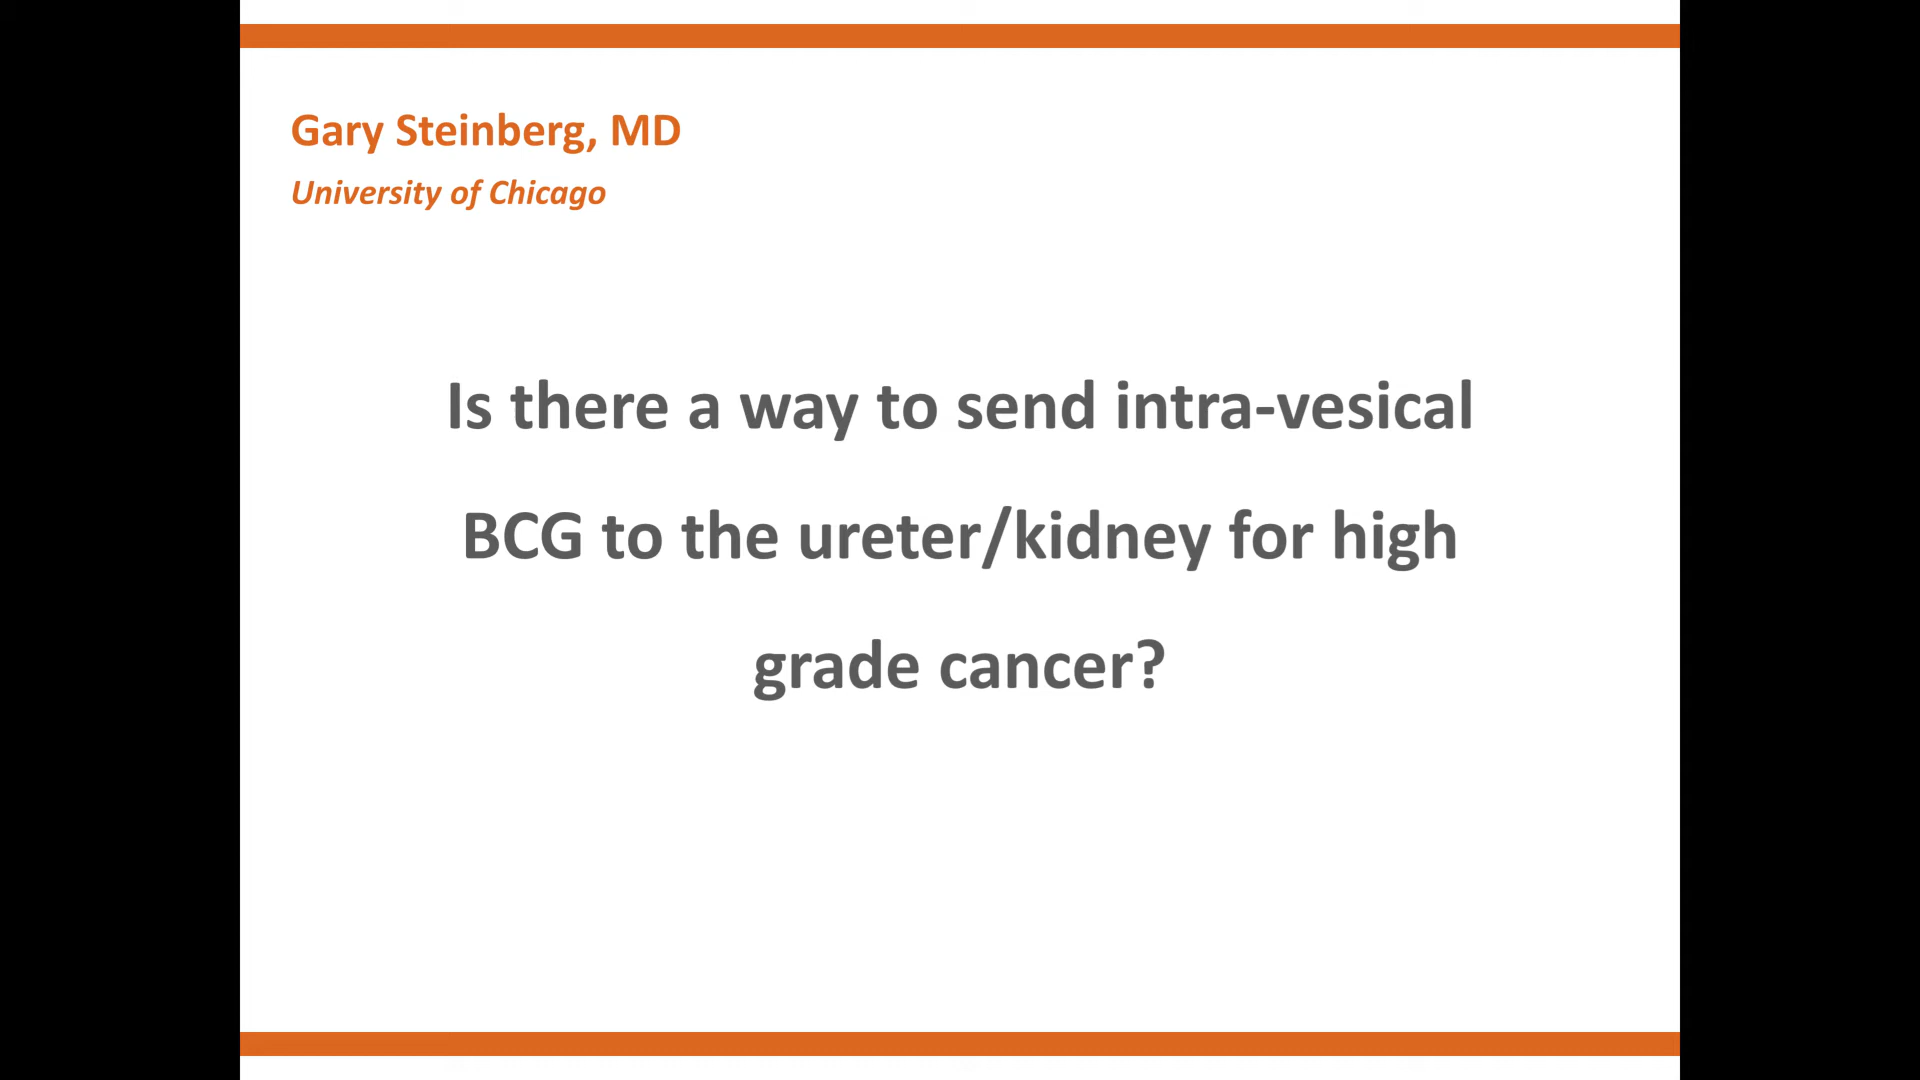 Gary Steinberg, MD
University of Chicago
Is there a way to send intra-vesical
BCG to the ureter/kidney for high
grade cancer?